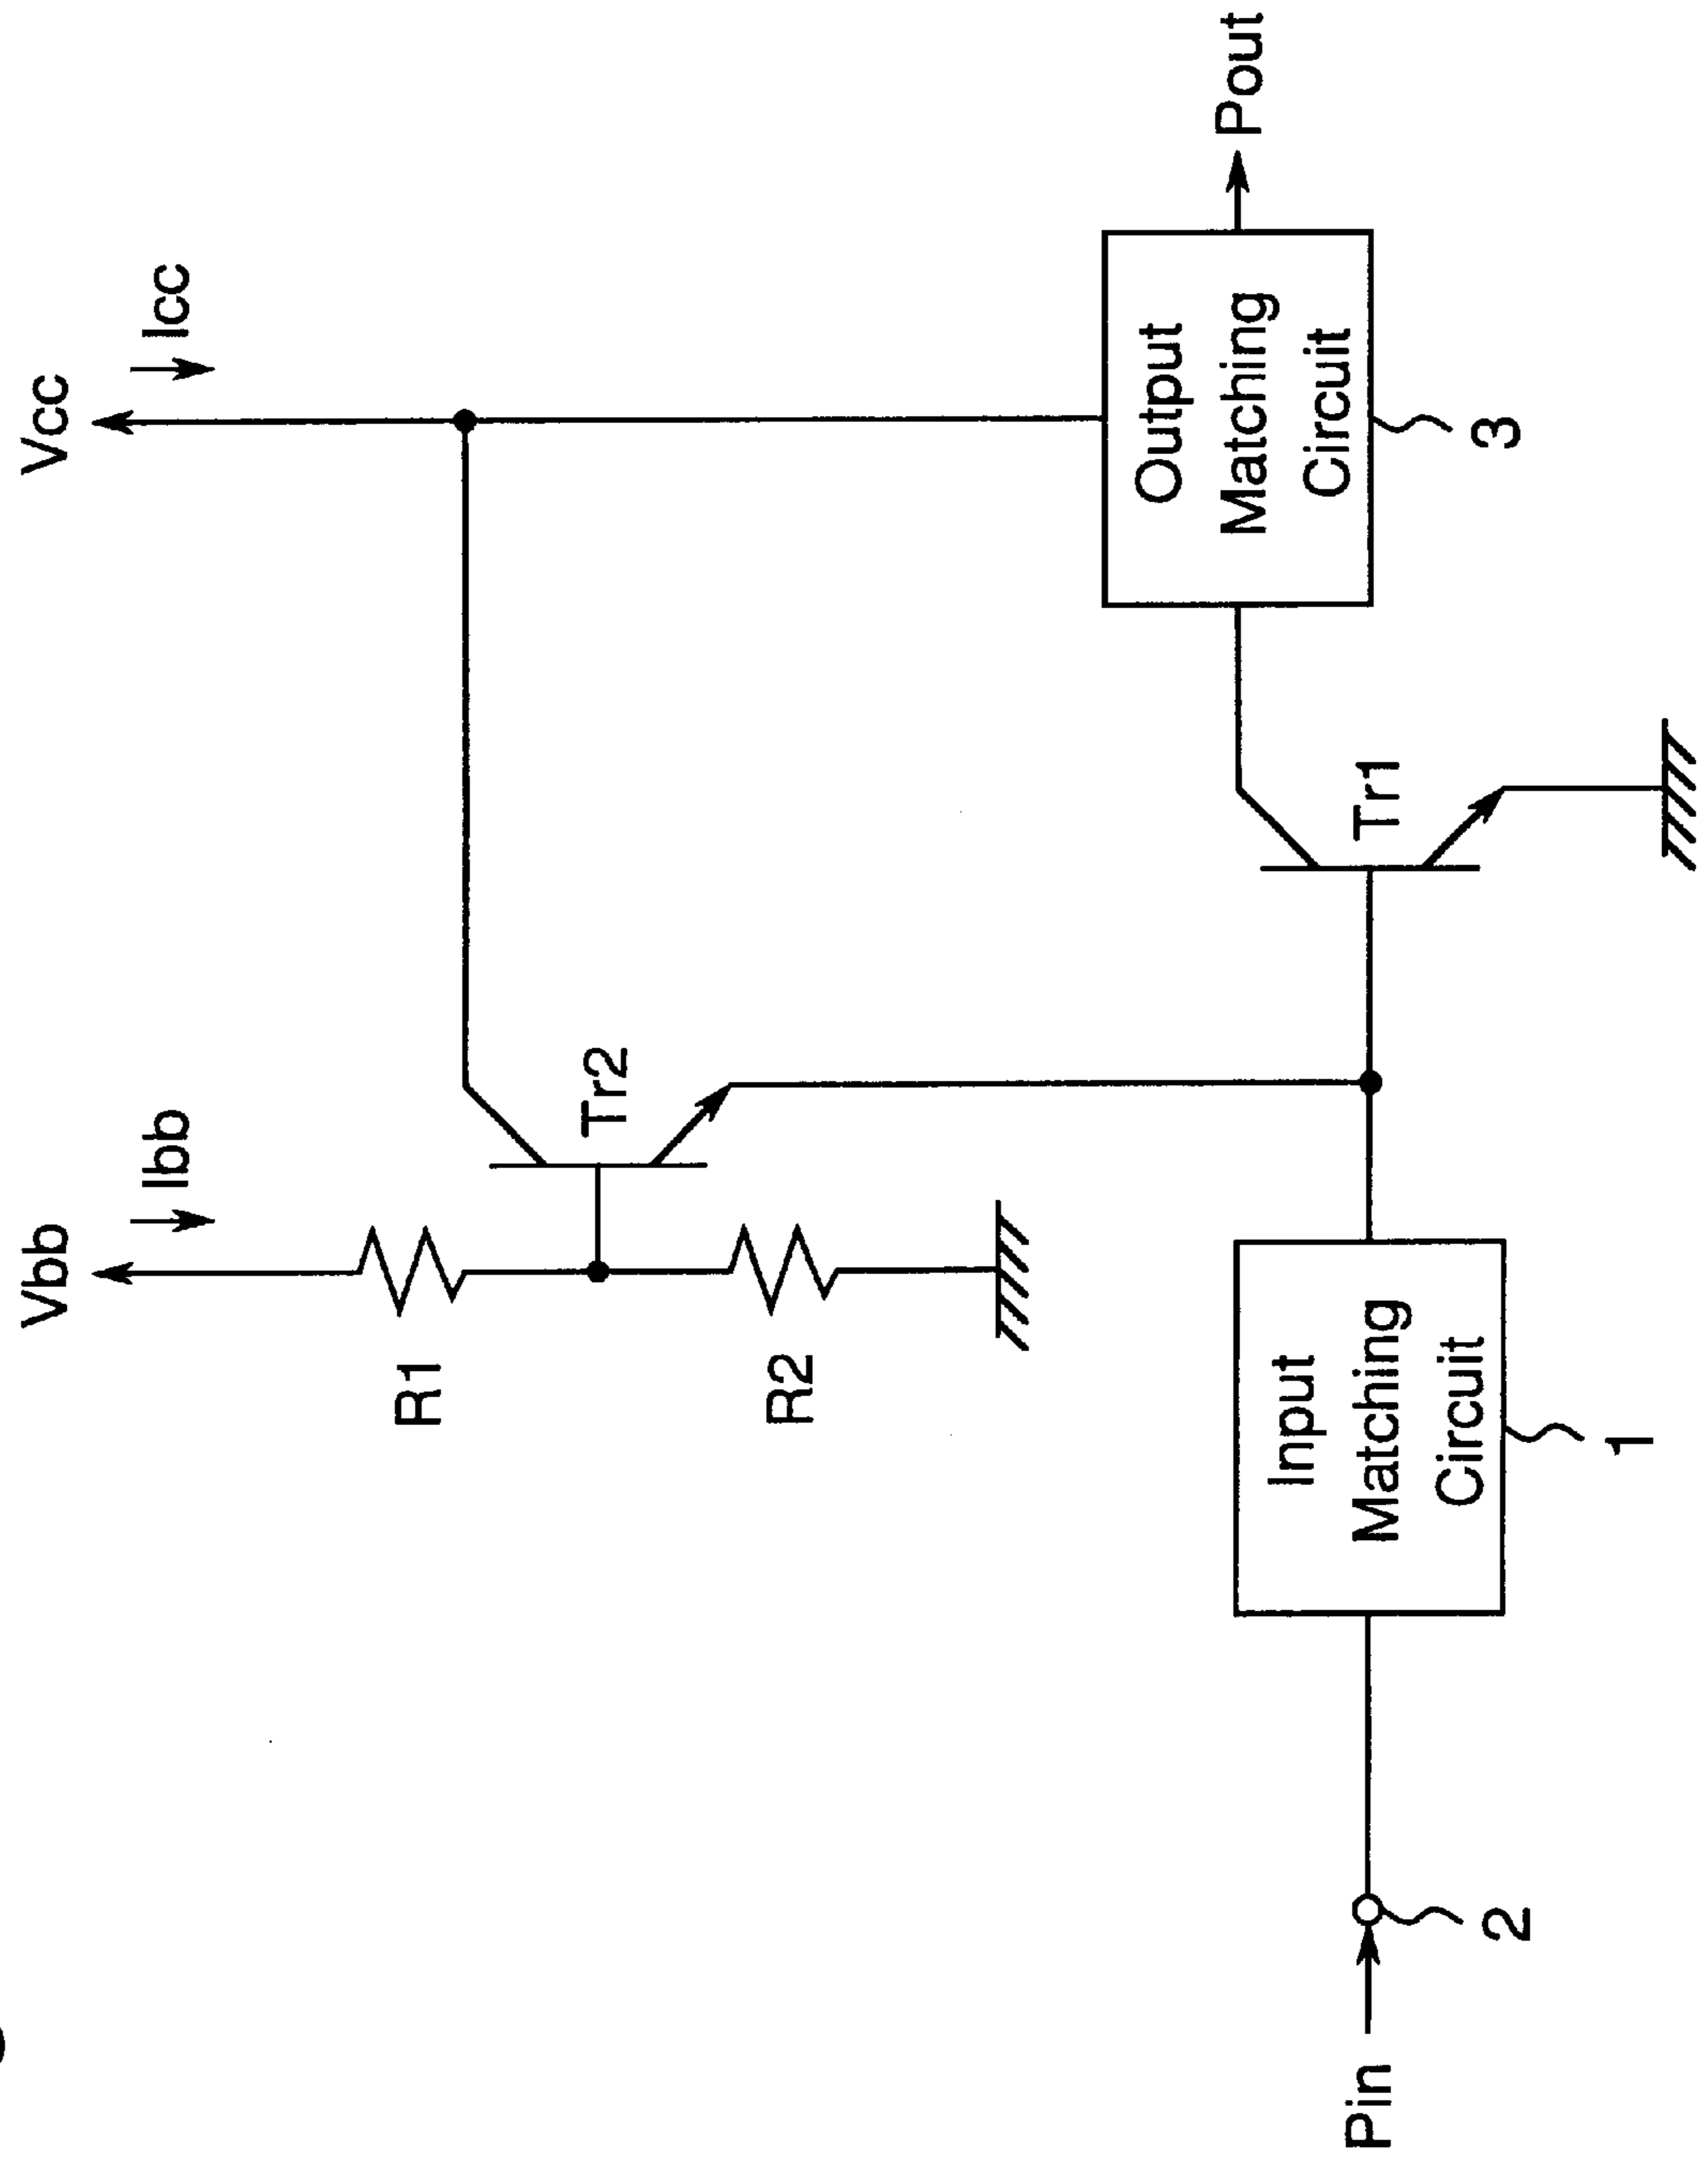 Vbb
Ibb
Vcc
Icc
R1
Tr2
R2
Pin
2
Input
Matching
Circuit
1
Tr1
Output
Matching
Circuit
3
Pout